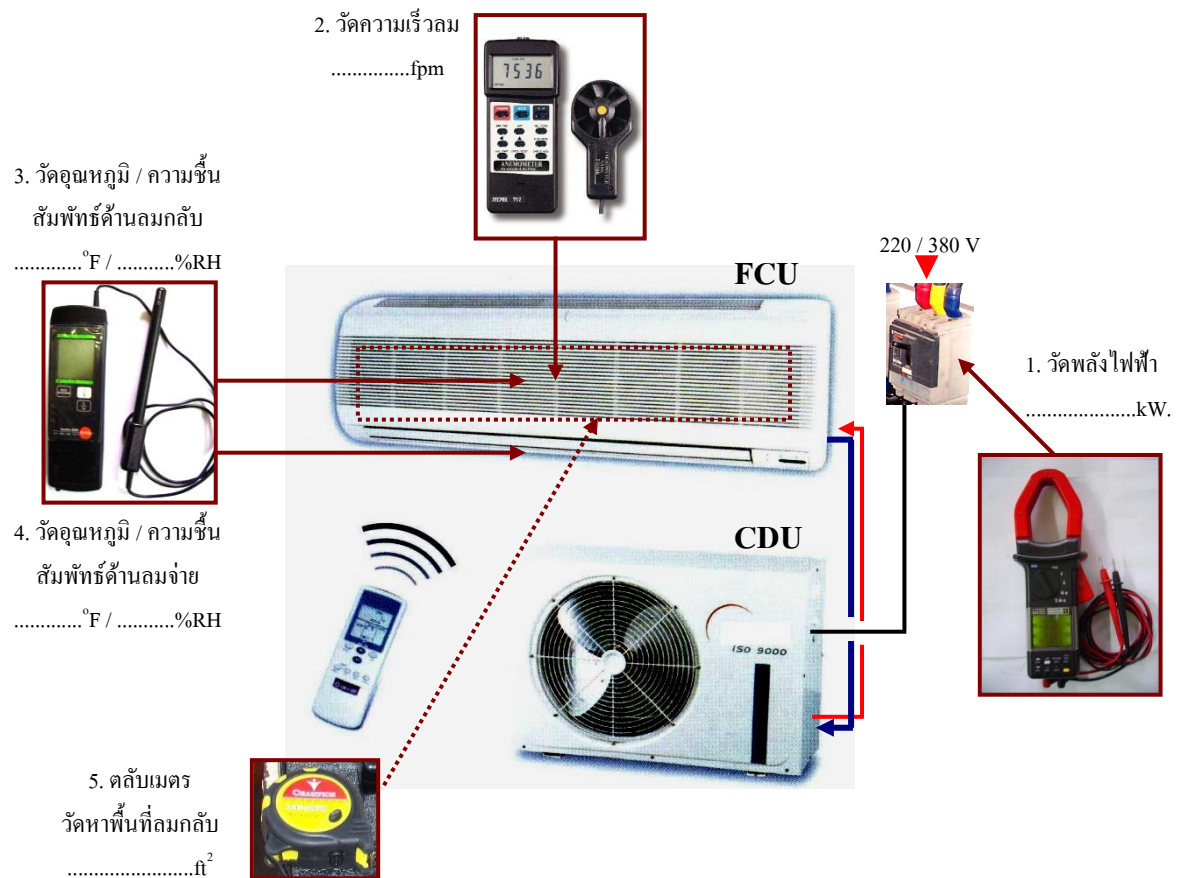 2. วัดความเร็วลม
...............fpm
7536
ANEMOMETER
3. วัดอุณหภูมิ / ความชื้น
สัมพัทธ์ด้านลมกลับ
.............°F / ...........%RH
220 / 380 V
FCU
1. วัดพลังไฟฟ้า
.....................kW.
4. วัดอุณหภูมิ / ความชื้น
สัมพัทธ์ด้านลมจ่าย
.............°F / ...........%RH
CDU
ISO 9000
5. ตลับเมตร
วัดหาพื้นที่ลมกลับ
........................ft²
CHAMPION